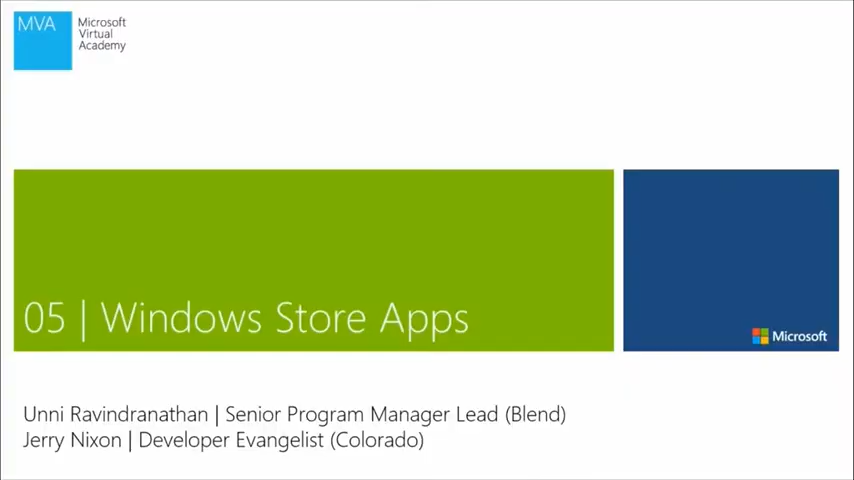 MVA
Microsoft
Virtual
Academy
05 | Windows Store Apps
Microsoft
Unni Ravindranathan | Senior Program Manager Lead (Blend)
Jerry Nixon | Developer Evangelist (Colorado)